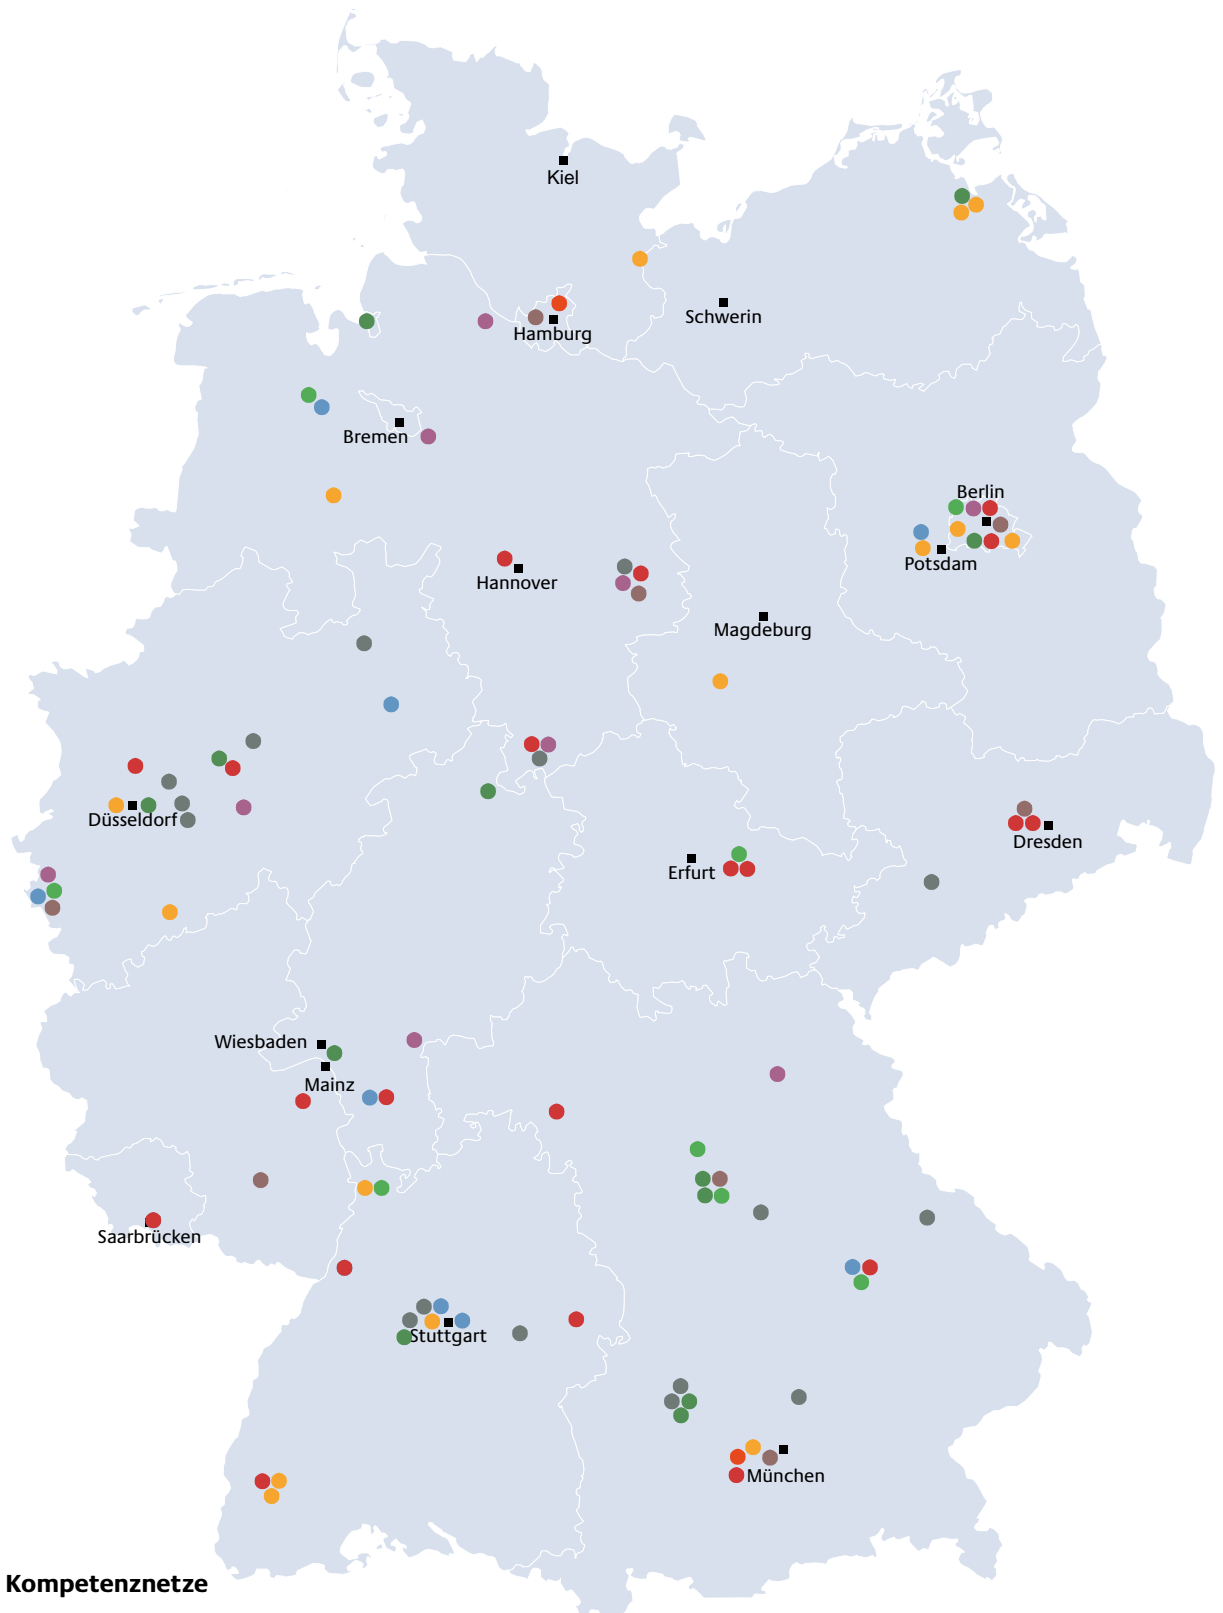 Kiel
Schwerin
Hamburg
Bremen
Berlin
Potsdam
Hannover
Magdeburg
Düsseldorf
Dresden
Erfurt
Wiesbaden
Mainz
Saarbrücken
Stuttgart
München
Kompetenznetze